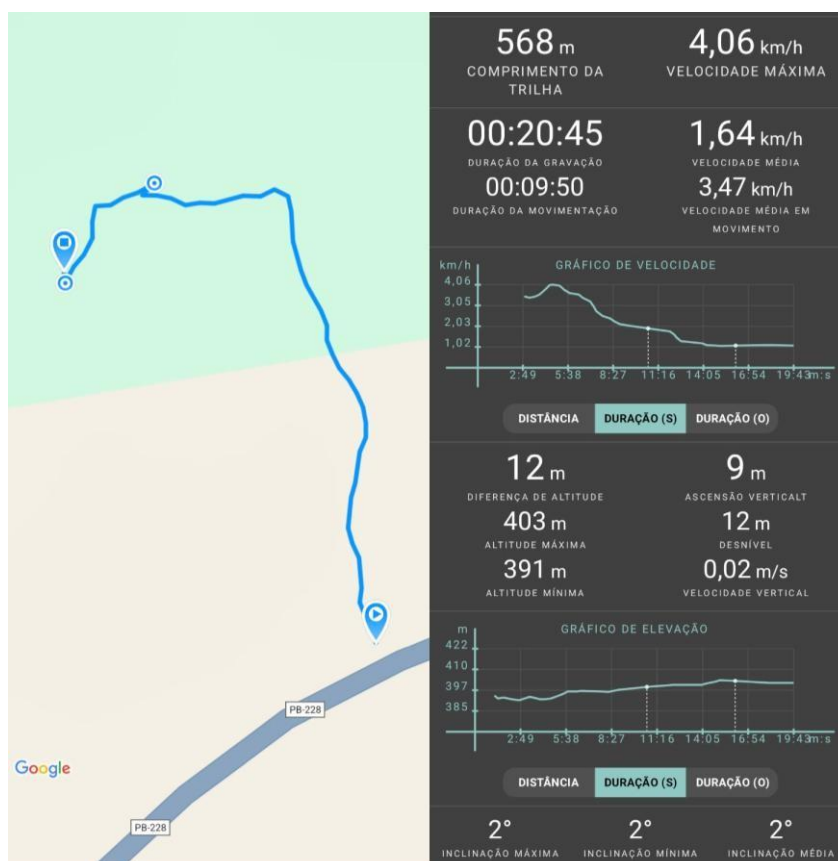 568 m
COMPRIMENTO DA
TRILHA
4,06 km/h
VELOCIDADE MÁXIMA
00:20:45
DURAÇÃO DA GRAVAÇÃO
1,64 km/h
VELOCIDADE MÉDIA
00:09:50
DURAÇÃO DA MOVIMENTAÇÃO
3,47 km/h
VELOCIDADE MÉDIA EM
MOVIMENTO
km/h
GRÁFICO DE VELOCIDADE
4,06
3,05
2,03
1,02
2:49 5:38 8:27 11:16 14:05 16:54 19:43 m:s
DISTÂNCIA DURAÇÃO (S) DURAÇÃO (O)
12 m
DIFERENÇA DE ALTITUDE
9 m
ASCENSÃO VERTICALT
403 m
ALTITUDE MÁXIMA
12 m
DESNÍVEL
391 m
ALTITUDE MÍNIMA
0,02 m/s
VELOCIDADE VERTICAL
m
GRÁFICO DE ELEVAÇÃO
422
410
397
385
2:49 5:38 8:27 11:16 14:05 16:54 19:43 m:s
DISTÂNCIA DURAÇÃO (S) DURAÇÃO (O)
2° 2° 2°
INCLINAÇÃO MÁXIMA INCLINAÇÃO MÍNIMA INCLINAÇÃO MÉDIA
PB-228
Google
PB-228